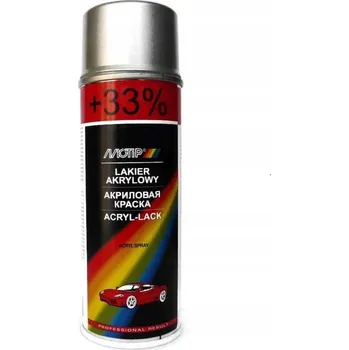 +33%
MOTIP
LAKIER
AKRYLOWY
АКРИЛОВАЯ
КРАСКА
ACRYL-LACK
ACRYL SPRAY
PROFESSIONAL RESULT